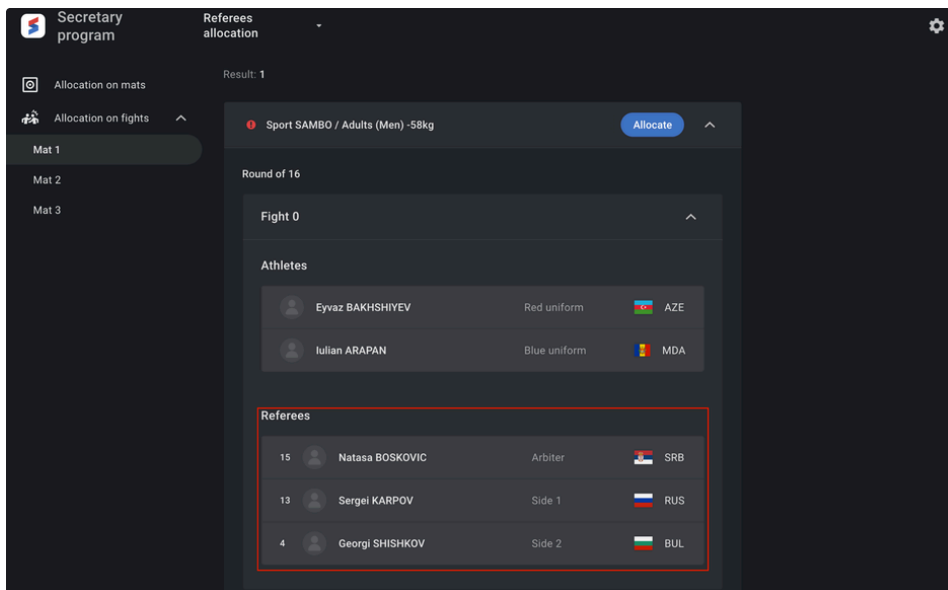 Secretary
program
Referees
allocation
Allocation on mats
Allocation on fights
Mat 1
Mat 2
Mat 3
Result: 1
Sport SAMBO / Adults (Men) -58kg
Allocate
Round of 16
Fight 0
Athletes
Eyvaz BAKHSHIYEV Red uniform AZE
Iulian ARAPAN Blue uniform MDA
Referees
15 Natasa BOSKOVIC Arbiter SRB
13 Sergei KARPOV Side 1 RUS
4 Georgi SHISHKOV Side 2 BUL